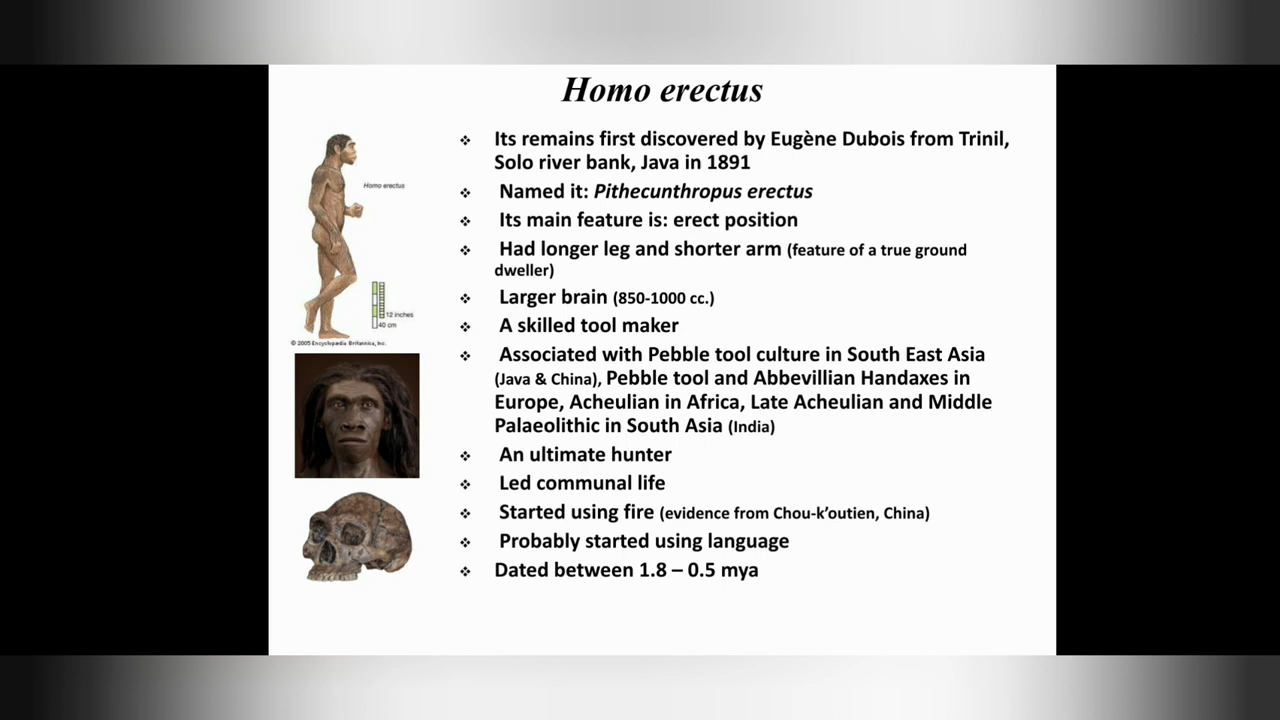 Homo erectus
Homo erectus
12 inches
40 cm
© 2005 Encyclopædia Britannica, Inc.
❖ Its remains first discovered by Eugène Dubois from Trinil,
Solo river bank, Java in 1891
❖ Named it: Pithecunthropus erectus
❖ Its main feature is: erect position
❖ Had longer leg and shorter arm (feature of a true ground
dweller)
❖ Larger brain (850-1000 cc.)
❖ A skilled tool maker
❖ Associated with Pebble tool culture in South East Asia
(Java & China), Pebble tool and Abbevillian Handaxes in
Europe, Acheulian in Africa, Late Acheulian and Middle
Palaeolithic in South Asia (India)
❖ An ultimate hunter
❖ Led communal life
❖ Started using fire (evidence from Chou-k’outien, China)
❖ Probably started using language
❖ Dated between 1.8 – 0.5 mya